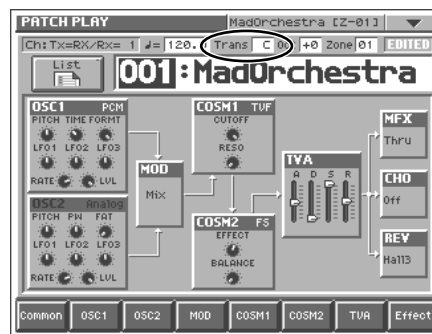 PATCH PLAY
MadOrchestra [Z-01]
Ch:Tx=RX/Rx= 1 ♩= 120. Trans C +0 Zone 01 EDITED
List
001:MadOrchestra
OSC1 PCM
PITCH TIME FORMT
LFO1 LFO2 LFO3
RATE LVL
OSC2 Analog
PITCH PW FAT
LFO1 LFO2 LFO3
RATE LVL
MOD
Mix
COSM1 TVF
CUTOFF
RESO
COSM2 FS
EFFECT
BALANCE
TVA
A D S R
MFX
Thru
CHO
Off
REV
Hall3
Common OSC1 OSC2 MOD COSM1 COSM2 TVA Effect